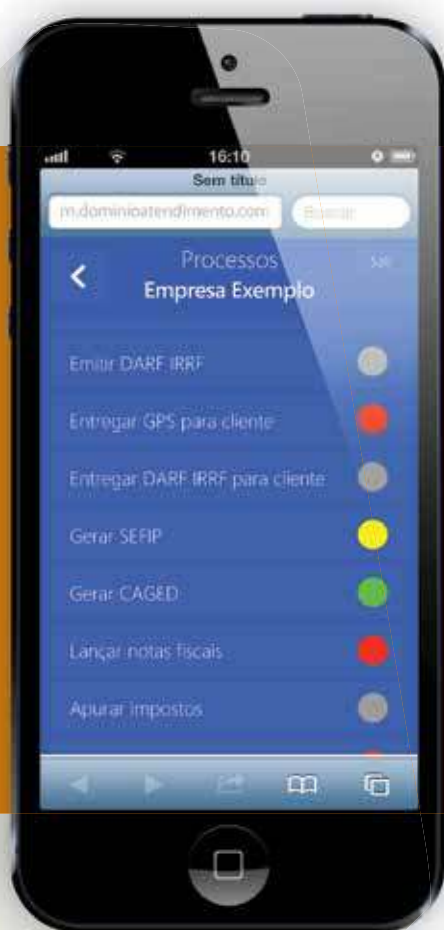 16:10
Sem título
m.dominioatendimento.com Buscar
Processos Sair
Empresa Exemplo
Emitir DARF IRRF
Entregar GPS para cliente
Entregar DARF IRRF para cliente
Gerar SEFIP
Gerar CAGED
Lançar notas fiscais
Apurar impostos